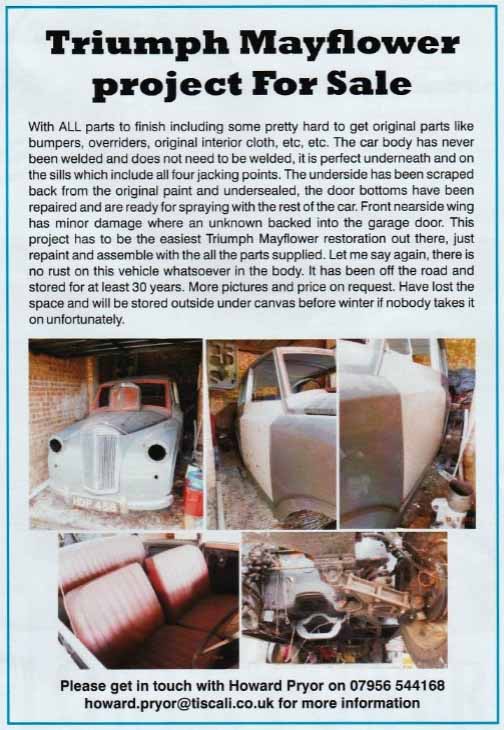 Triumph Mayflower
project For Sale
With ALL parts to finish including some pretty hard to get original parts like
bumpers, overriders, original interior cloth, etc, etc. The car body has never
been welded and does not need to be welded, it is perfect underneath and on
the sills which include all four jacking points. The underside has been scraped
back from the original paint and undersealed, the door bottoms have been
repaired and are ready for spraying with the rest of the car. Front nearside wing
has minor damage where an unknown backed into the garage door. This
project has to be the easiest Triumph Mayflower restoration out there, just
repaint and assemble with the all the parts supplied. Let me say again, there is
no rust on this vehicle whatsoever in the body. It has been off the road and
stored for at least 30 years. More pictures and price on request. Have lost the
space and will be stored outside under canvas before winter if nobody takes it
on unfortunately.
Please get in touch with Howard Pryor on 07956 544168
howard.pryor@tiscali.co.uk for more information